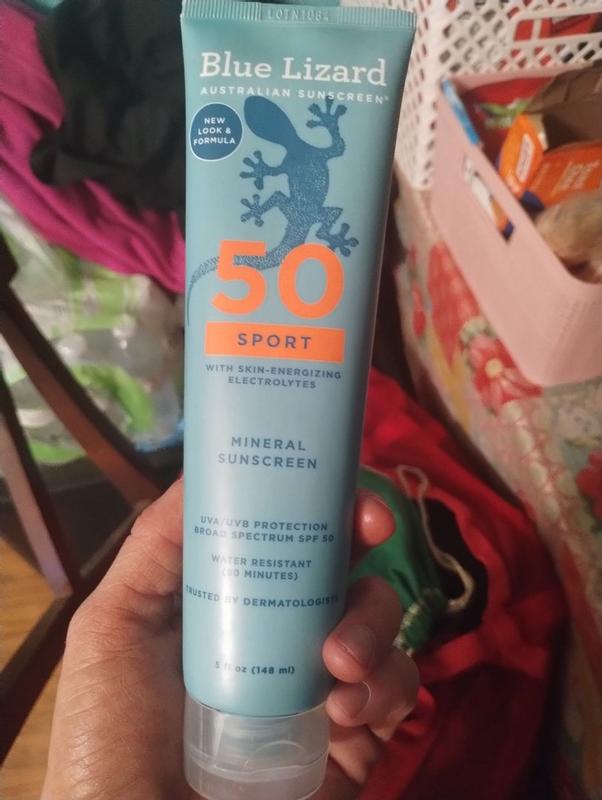 LOTN1084
Blue Lizard
AUSTRALIAN SUNSCREEN
NEW
LOOK &
FORMULA
50
SPORT
WITH SKIN-ENERGIZING
ELECTROLYTES
MINERAL
SUNSCREEN
UVA/UVB PROTECTION
BROAD SPECTRUM SPF 50
WATER RESISTANT
(80 MINUTES)
TRUSTED BY DERMATOLOGISTS
5 fl oz (148 ml)